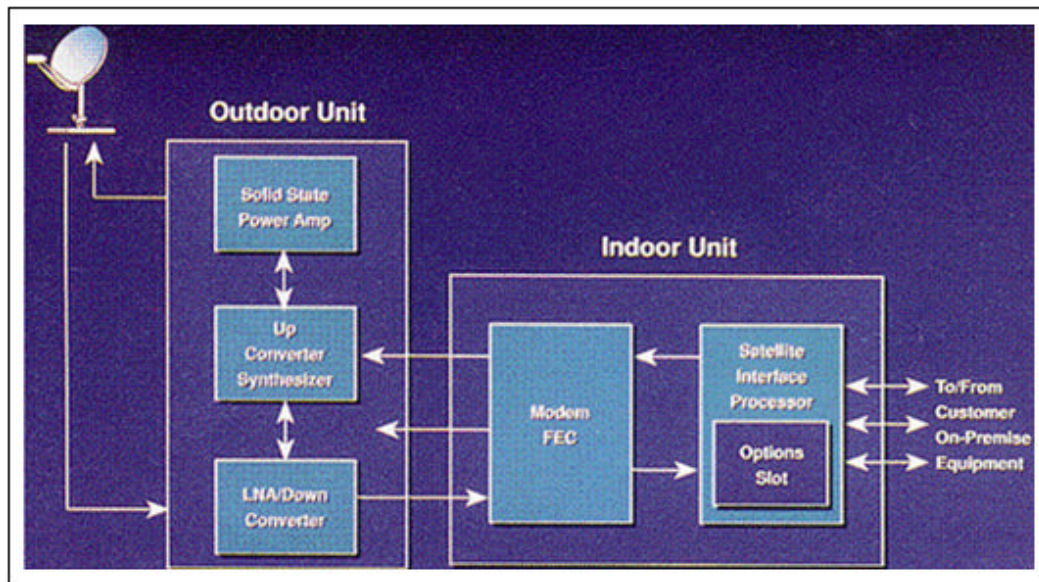 Outdoor Unit
Solid State
Power Amp
Up
Converter
Synthesizer
LNA/Down
Converter
Indoor Unit
Modem
FEC
Satellite
Interface
Processor
Options
Slot
To/From
Customer
On-Premise
Equipment